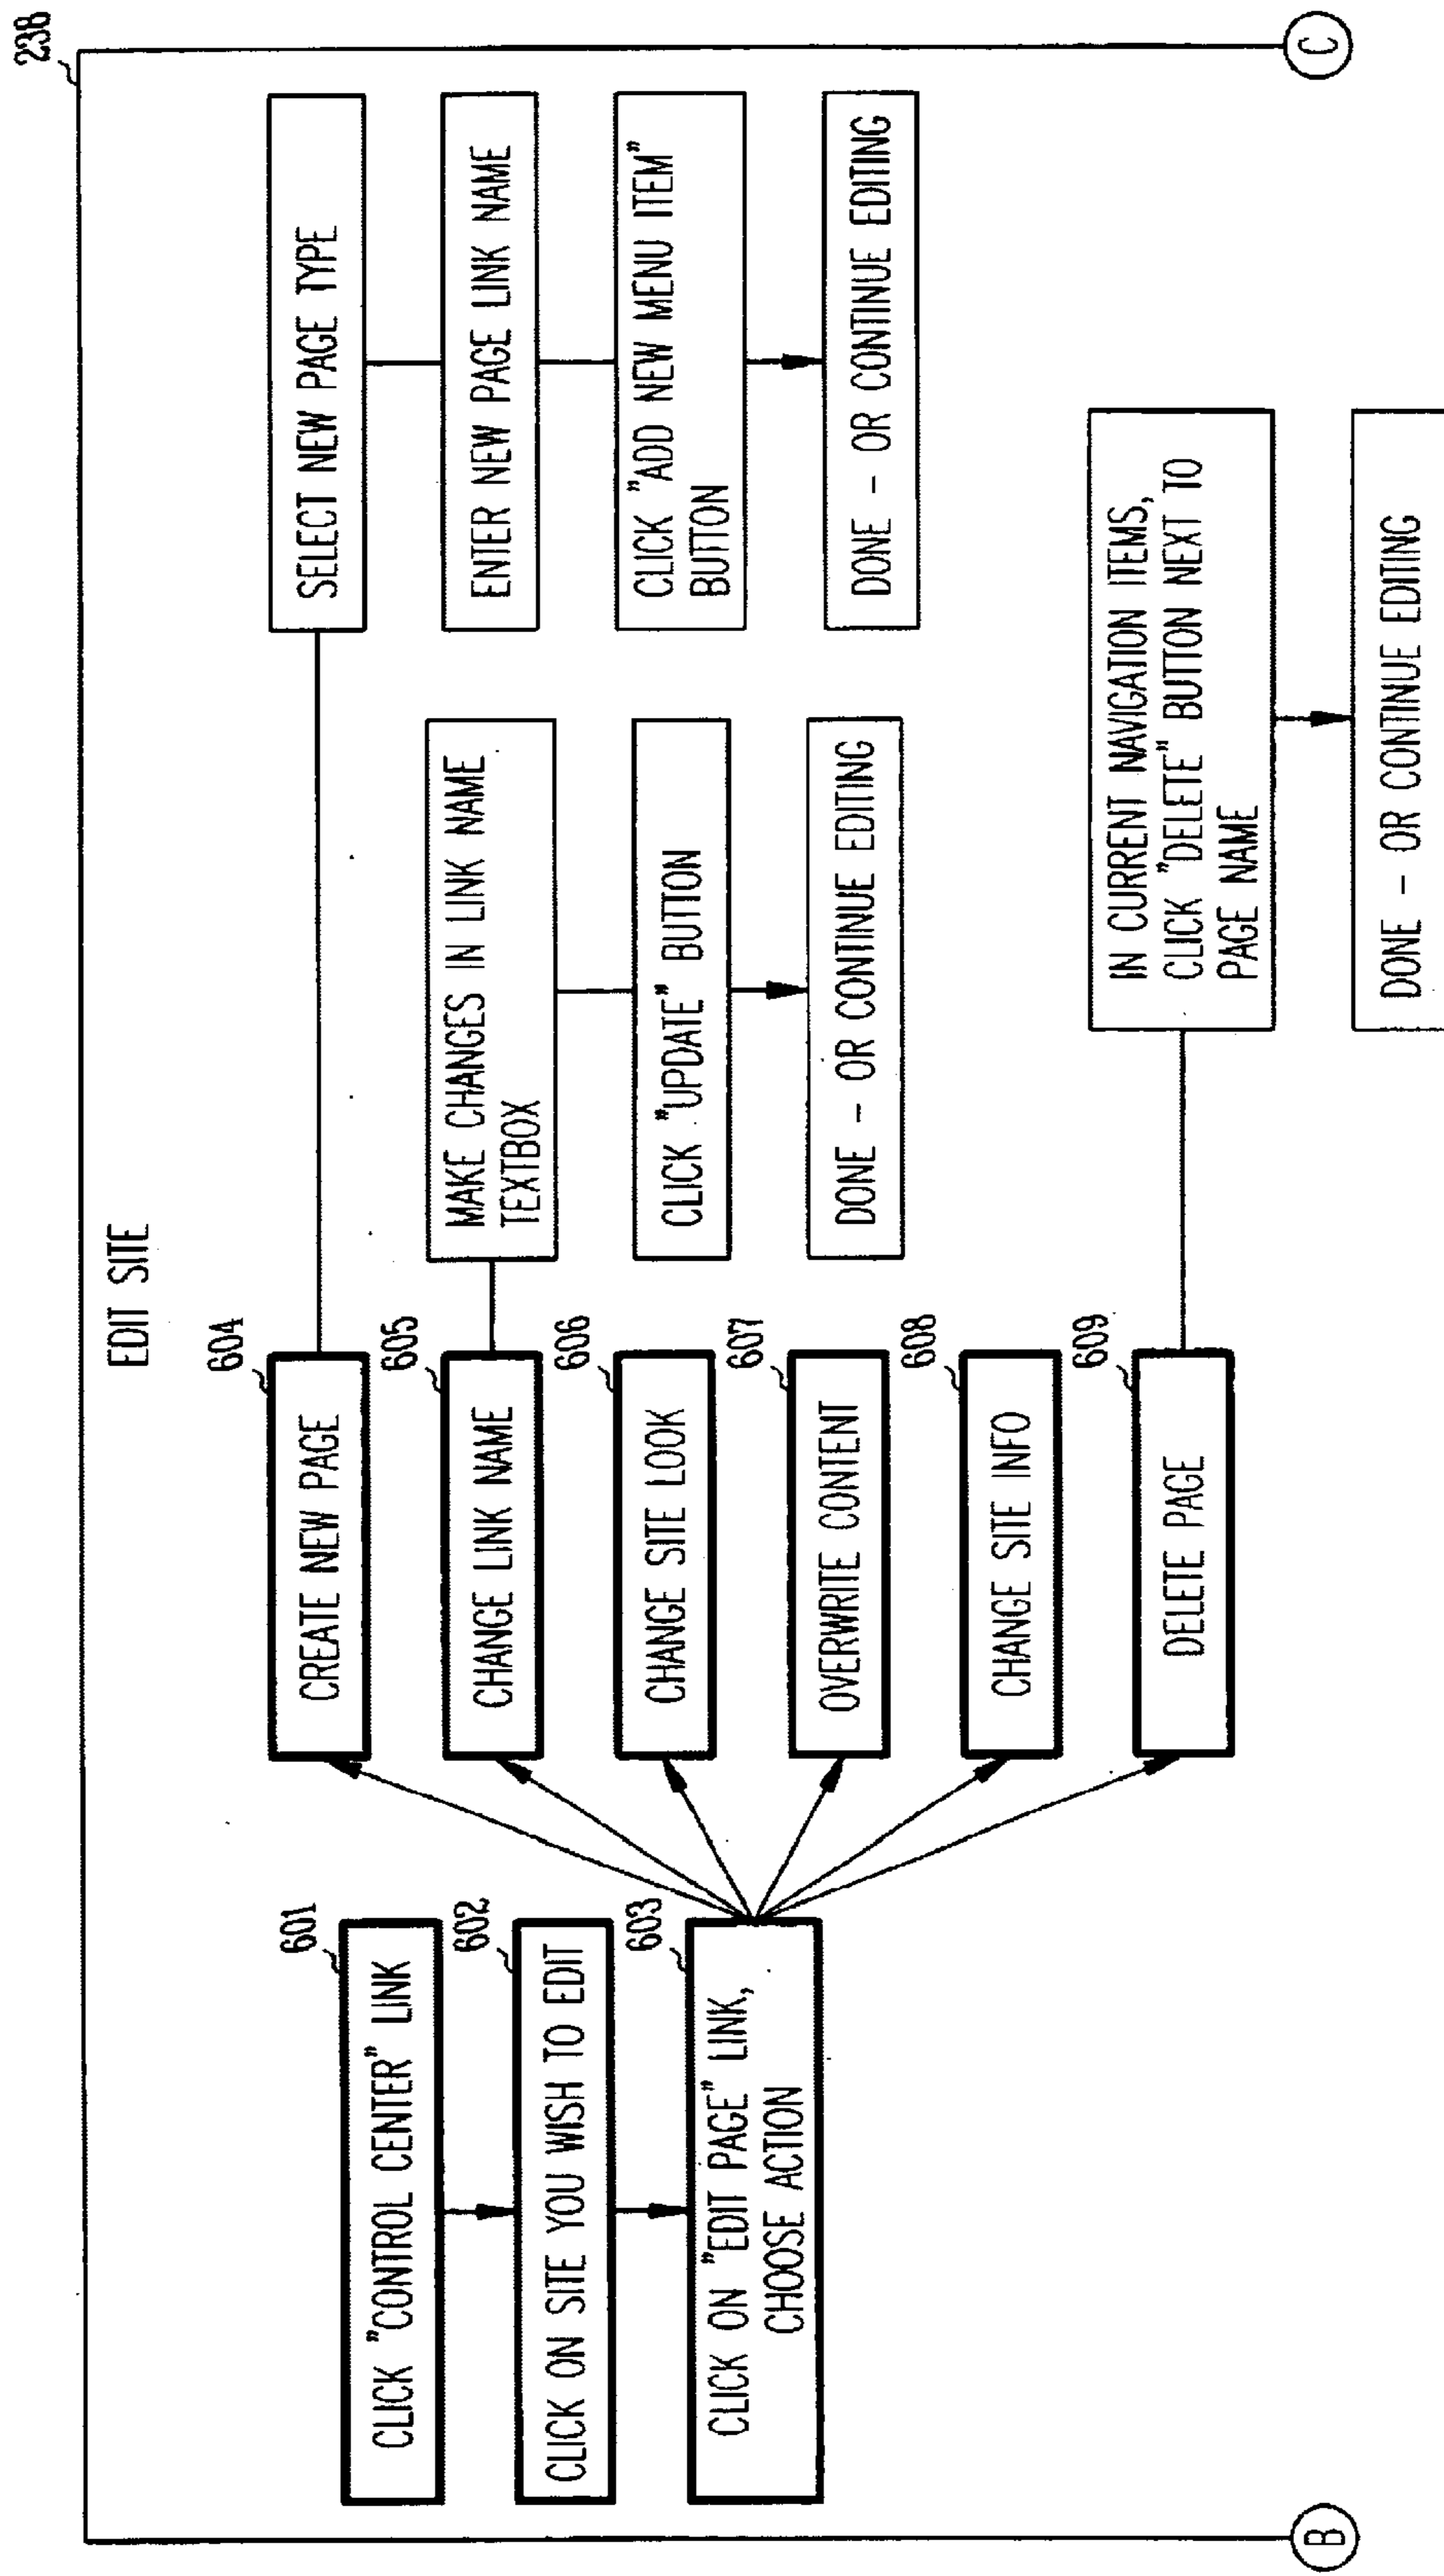 238
EDIT SITE
601
CLICK "CONTROL CENTER" LINK
602
CLICK ON SITE YOU WISH TO EDIT
603
CLICK ON "EDIT PAGE" LINK,
CHOOSE ACTION
604
CREATE NEW PAGE
605
CHANGE LINK NAME
606
CHANGE SITE LOOK
607
OVERWRITE CONTENT
608
CHANGE SITE INFO
609
DELETE PAGE
MAKE CHANGES IN LINK NAME
TEXTBOX
CLICK "UPDATE" BUTTON
DONE - OR CONTINUE EDITING
SELECT NEW PAGE TYPE
ENTER NEW PAGE LINK NAME
CLICK "ADD NEW MENU ITEM"
BUTTON
DONE - OR CONTINUE EDITING
IN CURRENT NAVIGATION ITEMS,
CLICK "DELETE" BUTTON NEXT TO
PAGE NAME
DONE - OR CONTINUE EDITING
B
C